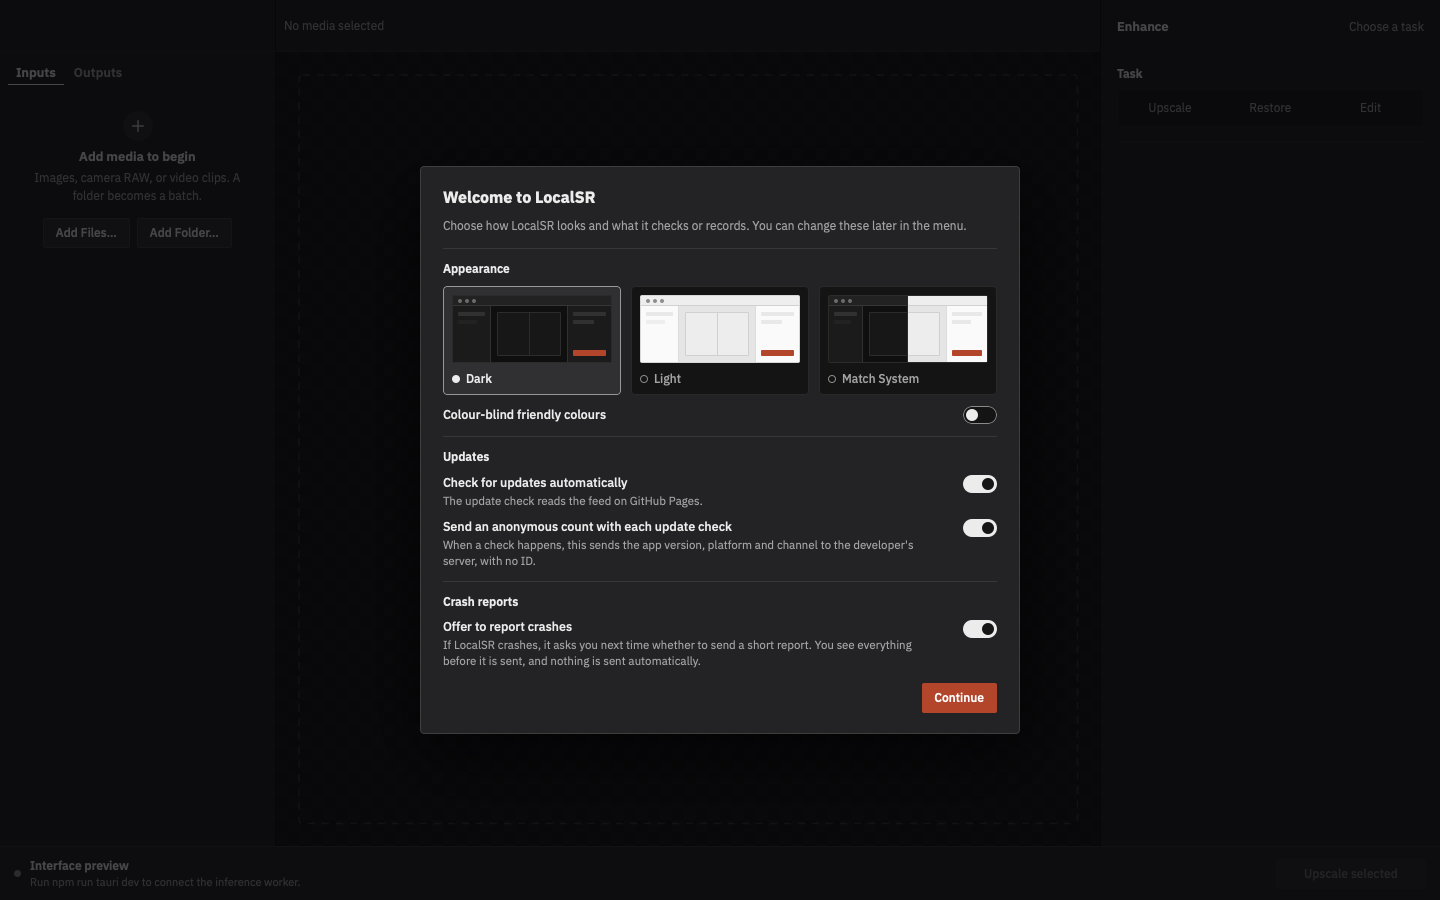 No media selected
Enhance
Choose a task
Inputs
Outputs
Task
Upscale
Restore
Edit
Add media to begin
Images, camera RAW, or video clips. A
folder becomes a batch.
Add Files...
Add Folder...
Welcome to LocalSR
Choose how LocalSR looks and what it checks or records. You can change these later in the menu.
Appearance
Dark
Light
Match System
Colour-blind friendly colours
Updates
Check for updates automatically
The update check reads the feed on GitHub Pages.
Send an anonymous count with each update check
When a check happens, this sends the app version, platform and channel to the developer's
server, with no ID.
Crash reports
Offer to report crashes
If LocalSR crashes, it asks you next time whether to send a short report. You see everything
before it is sent, and nothing is sent automatically.
Continue
Interface preview
Run npm run tauri dev to connect the inference worker.
Upscale selected